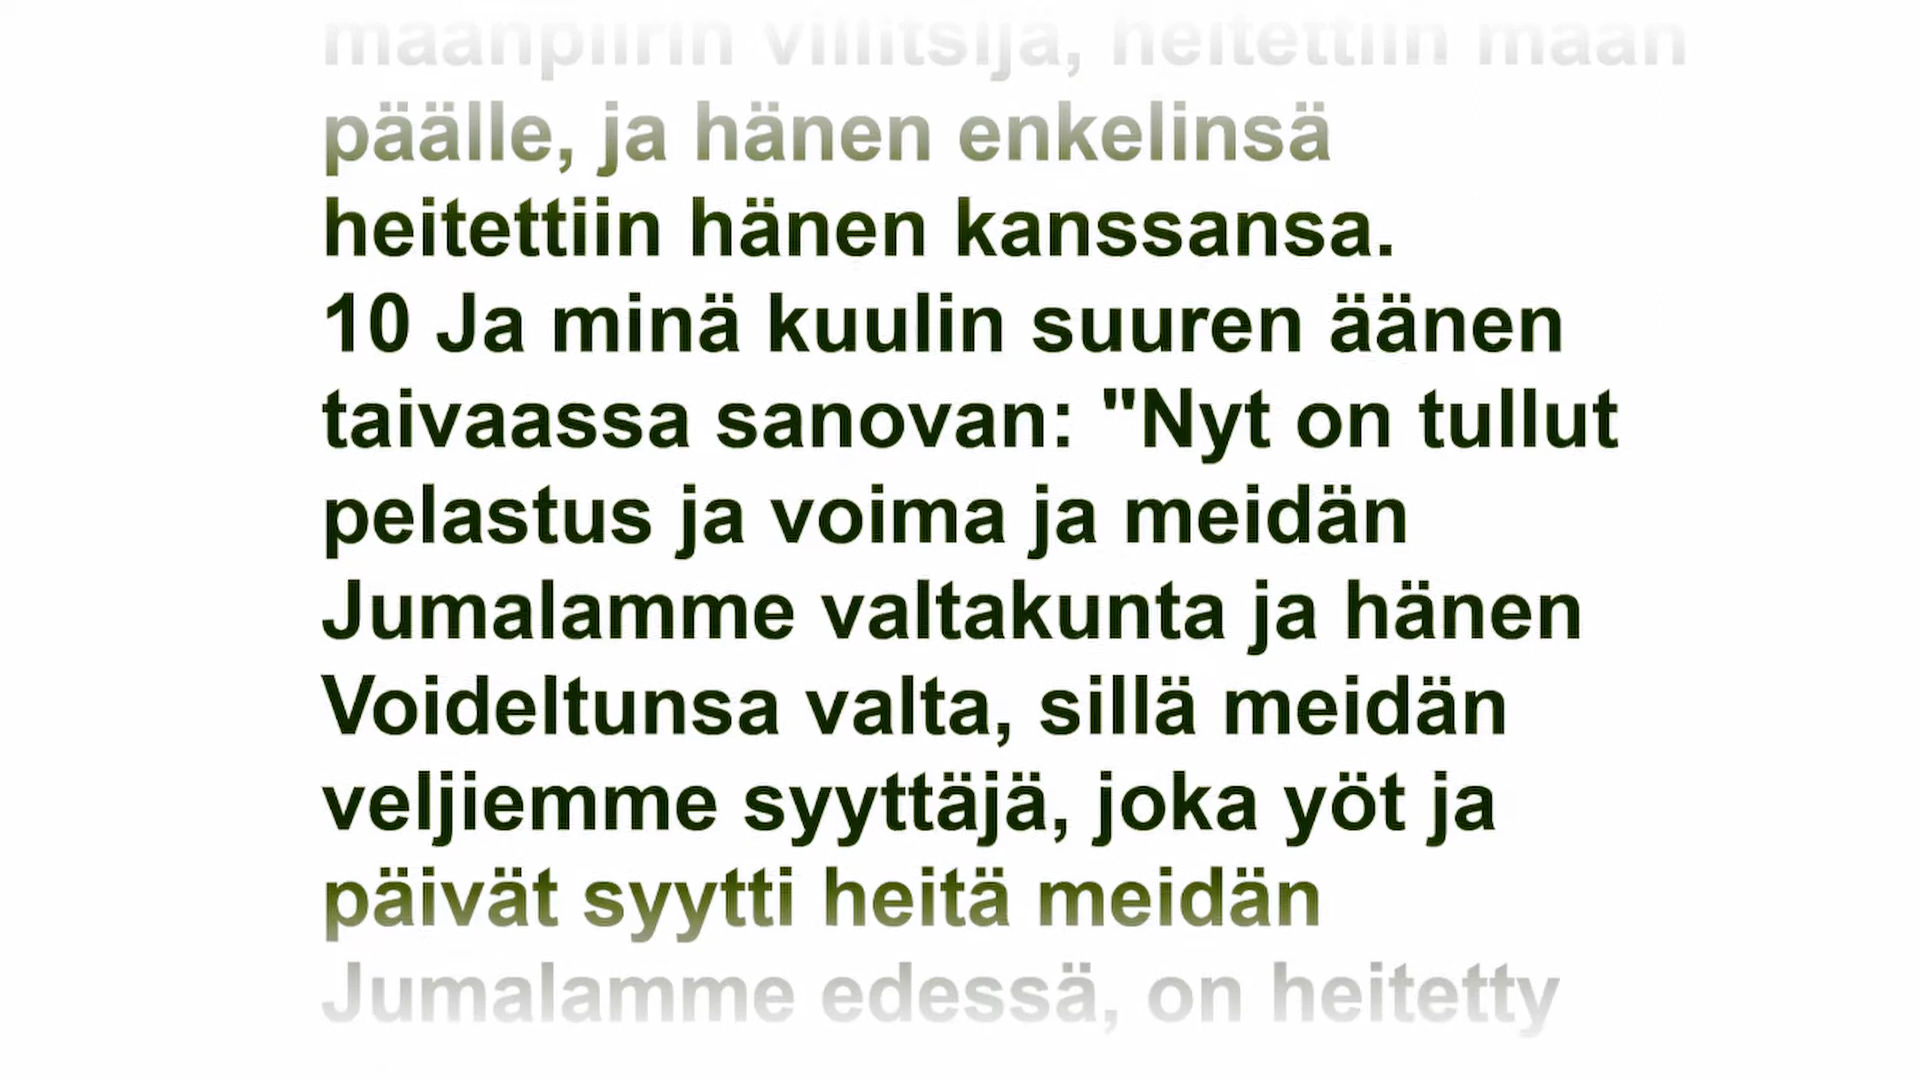 maanpiirin villitsijä, heitettiin maan
päälle, ja hänen enkelinsä
heitettiin hänen kanssansa.
10 Ja minä kuulin suuren äänen
taivaassa sanovan: "Nyt on tullut
pelastus ja voima ja meidän
Jumalamme valtakunta ja hänen
Voideltunsa valta, sillä meidän
veljiemme syyttäjä, joka yöt ja
päivät syytti heitä meidän
Jumalamme edessä, on heitetty